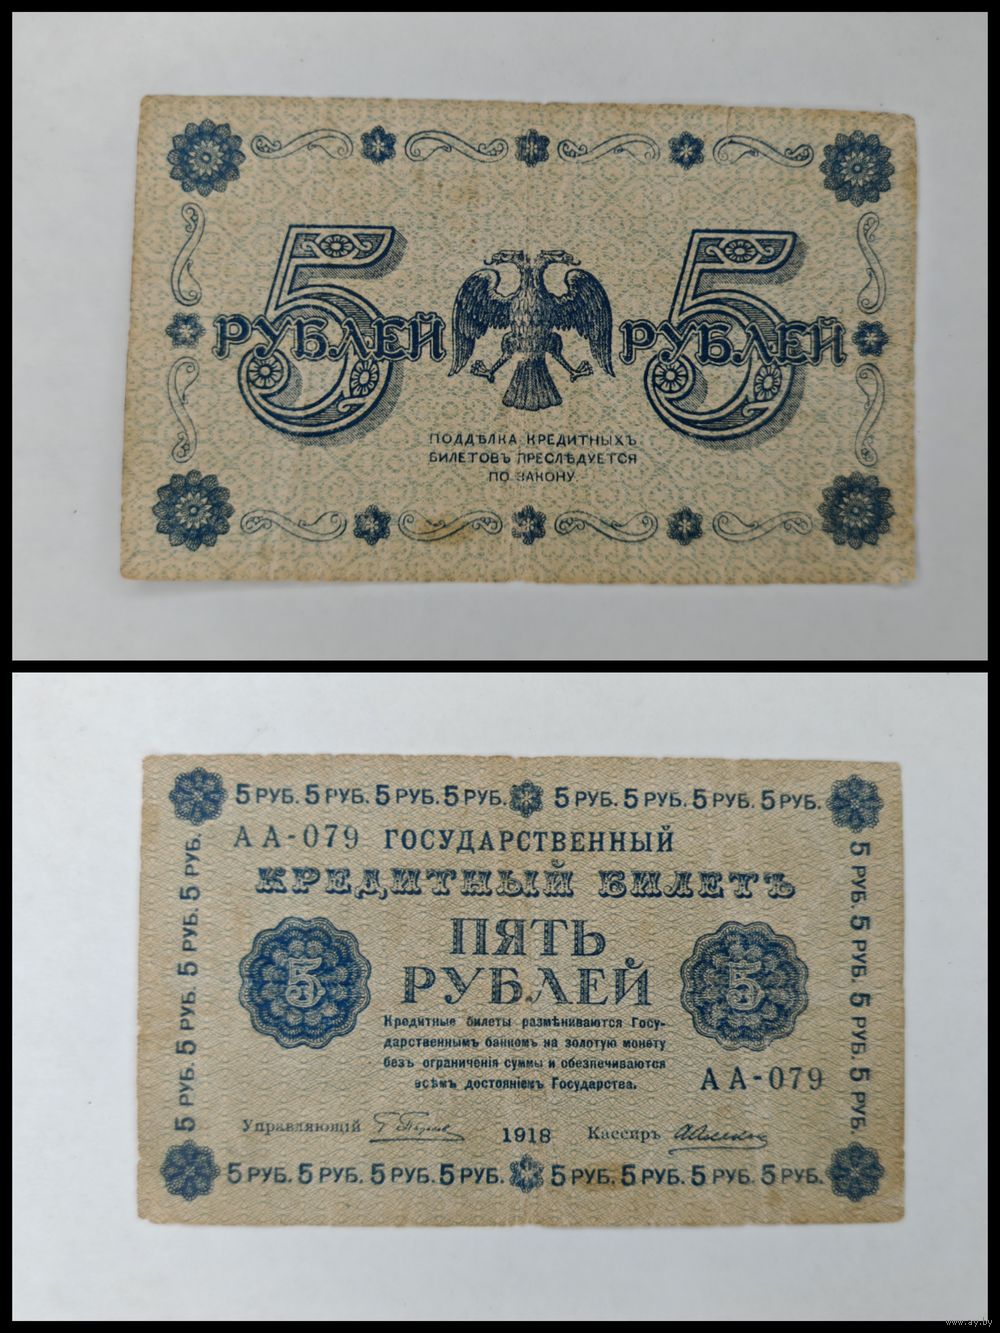 5 5
РУБЛЕЙ РУБЛЕЙ
ПОДДѢЛКА КРЕДИТНЫХЪ
БИЛЕТОВЪ ПРЕСЛѢДУЕТСЯ
ПО ЗАКОНУ.
5 РУБ. 5 РУБ. 5 РУБ. 5 РУБ. 5 РУБ. 5 РУБ. 5 РУБ. 5 РУБ.
АА-079 ГОСУДАРСТВЕННЫЙ
КРЕДИТНЫЙ БИЛЕТЪ
5 РУБ. 5 РУБ. 5 РУБ. 5 РУБ.
5 РУБ. 5 РУБ. 5 РУБ. 5 РУБ.
ПЯТЬ
РУБЛЕЙ
5 5
Кредитные билеты размѣниваются Госу-
дарственнымъ банкомъ на золотую монету
безъ ограниченія суммы и обезпечиваются
всѣмъ достояніемъ Государства.
АА-079
Управляющій 1918 Кассиръ
5 РУБ. 5 РУБ. 5 РУБ. 5 РУБ. 5 РУБ. 5 РУБ. 5 РУБ. 5 РУБ.
www.ay.by